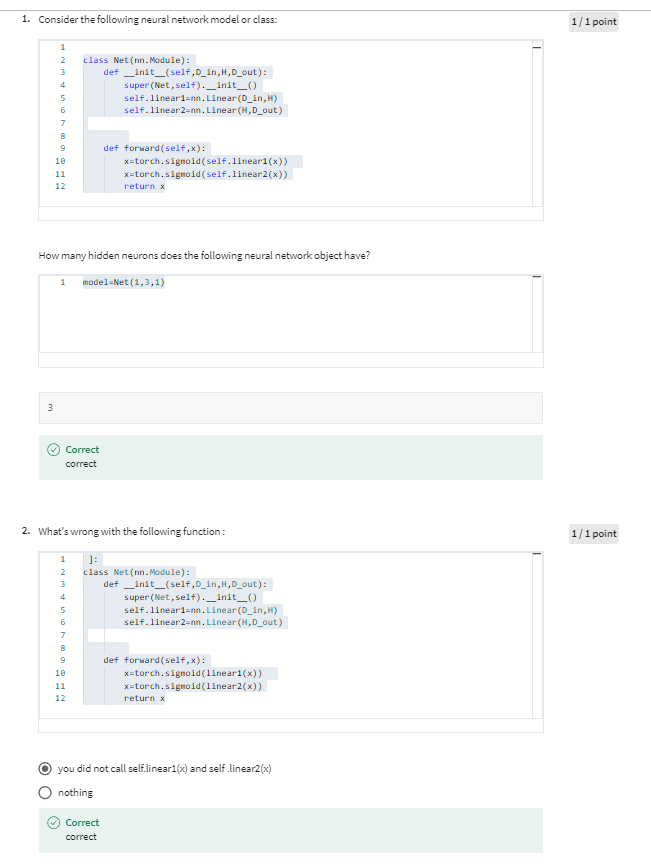 1. Consider the following neural network model or class:
1 / 1 point
1
2 class Net(nn.Module):
3 def __init__(self,D_in,H,D_out):
4 super(Net,self).__init__()
5 self.linear1=nn.Linear(D_in,H)
6 self.linear2=nn.Linear(H,D_out)
7
8
9 def forward(self,x):
10 x=torch.sigmoid(self.linear1(x))
11 x=torch.sigmoid(self.linear2(x))
12 return x
How many hidden neurons does the following neural network object have?
1 model=Net(1,3,1)
3
Correct
correct
2. What's wrong with the following function :
1 / 1 point
1 ]:
2 class Net(nn.Module):
3 def __init__(self,D_in,H,D_out):
4 super(Net,self).__init__()
5 self.linear1=nn.Linear(D_in,H)
6 self.linear2=nn.Linear(H,D_out)
7
8
9 def forward(self,x):
10 x=torch.sigmoid(linear1(x))
11 x=torch.sigmoid(linear2(x))
12 return x
you did not call self.linear1(x) and self .linear2(x)
nothing
Correct
correct